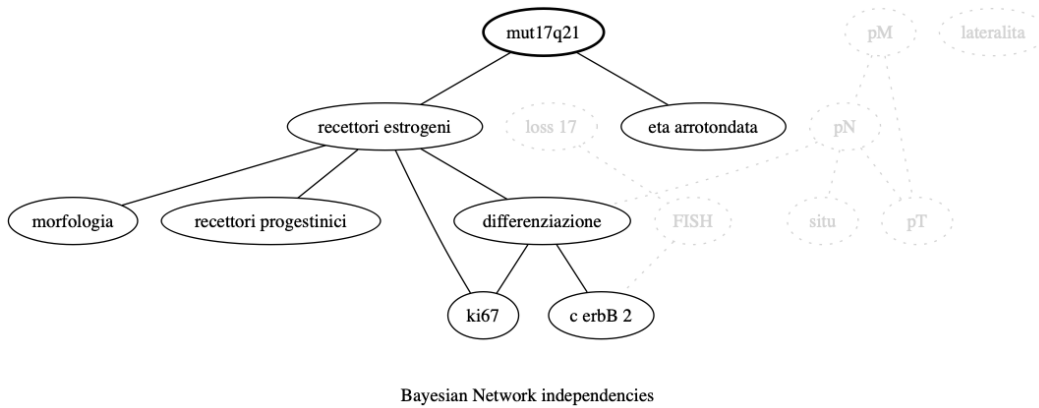 mut17q21
pM
lateralita
recettori estrogeni
loss 17
eta arrotondata
pN
morfologia
recettori progestinici
differenziazione
FISH
situ
pT
ki67
c erbB 2
Bayesian Network independencies